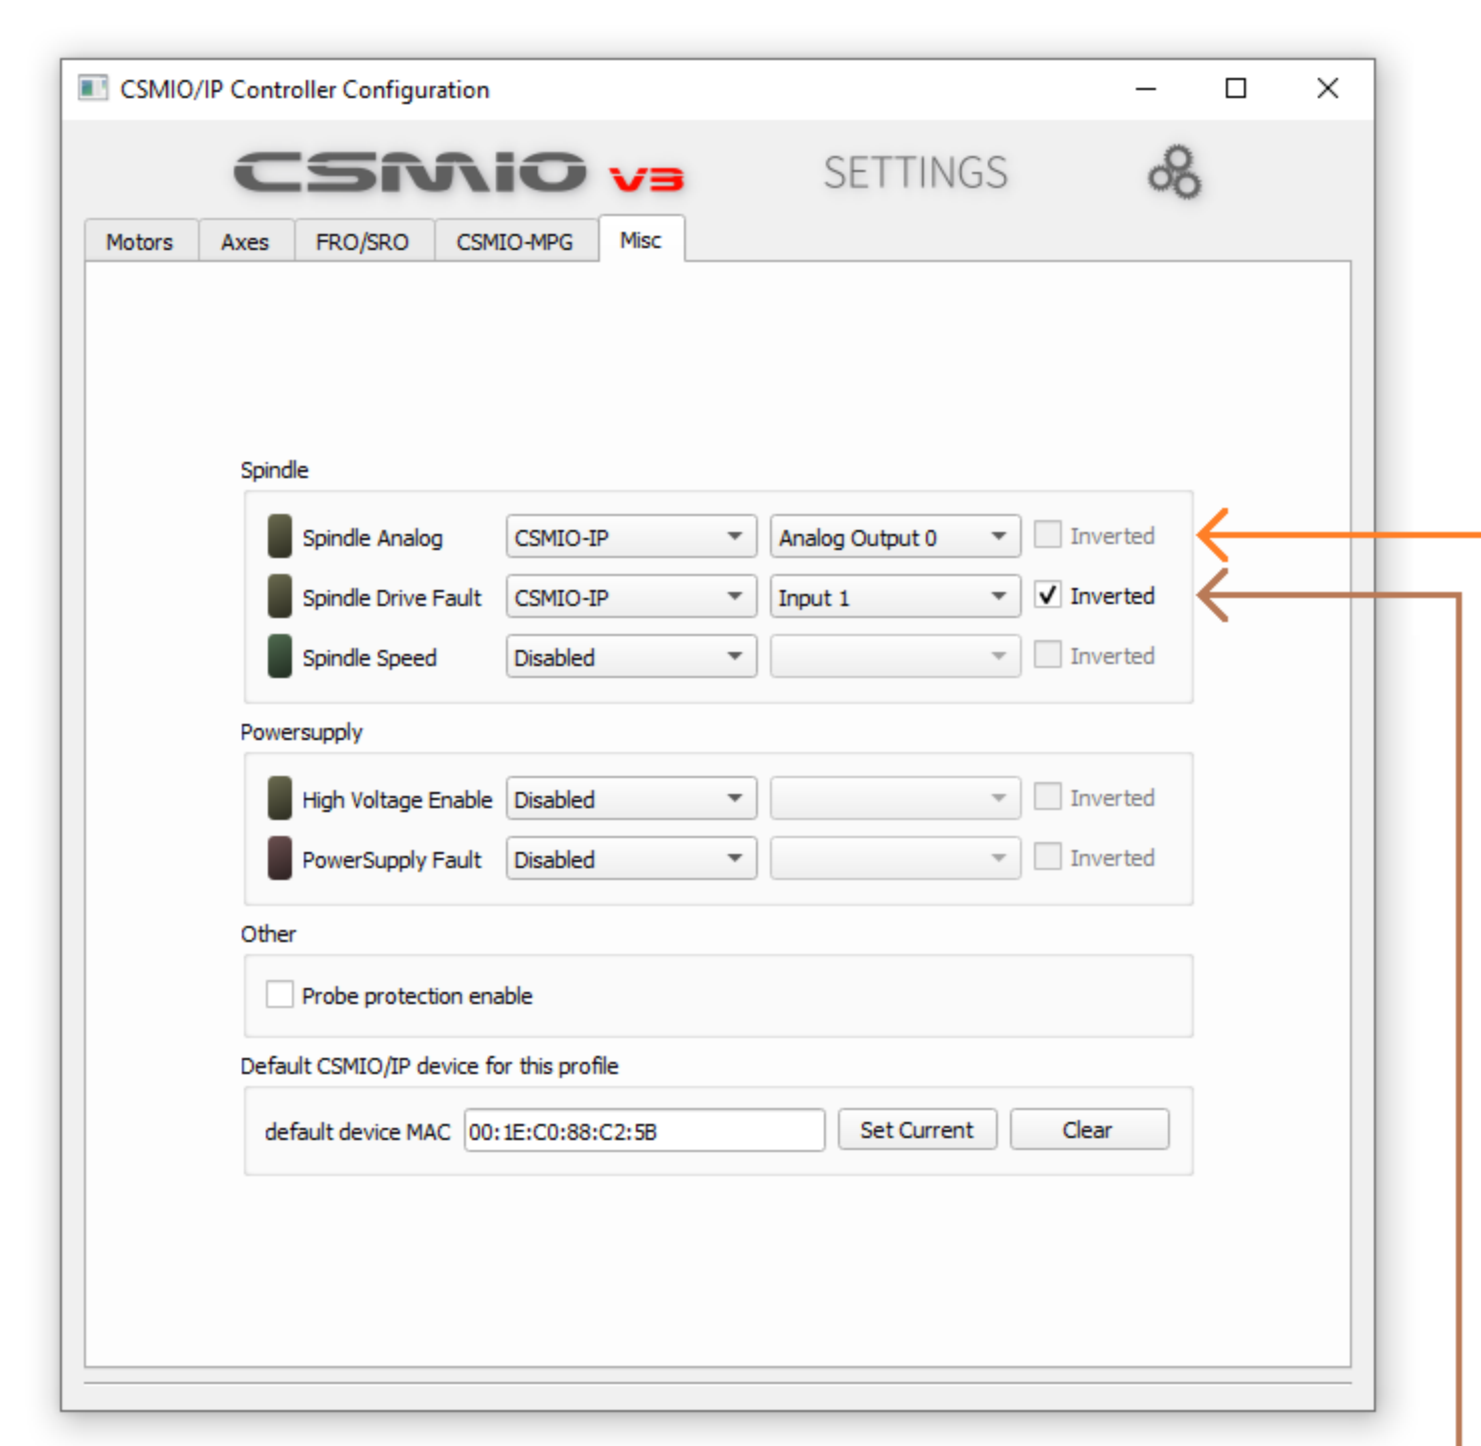 CSMIO/IP Controller Configuration
CSMIO V3 SETTINGS
Motors Axes FRO/SRO CSMIO-MPG Misc
Spindle
Spindle Analog CSMIO-IP Analog Output 0 Inverted
Spindle Drive Fault CSMIO-IP Input 1 Inverted
Spindle Speed Disabled Inverted
Powersupply
High Voltage Enable Disabled Inverted
PowerSupply Fault Disabled Inverted
Other
Probe protection enable
Default CSMIO/IP device for this profile
default device MAC 00:1E:C0:88:C2:5B Set Current Clear